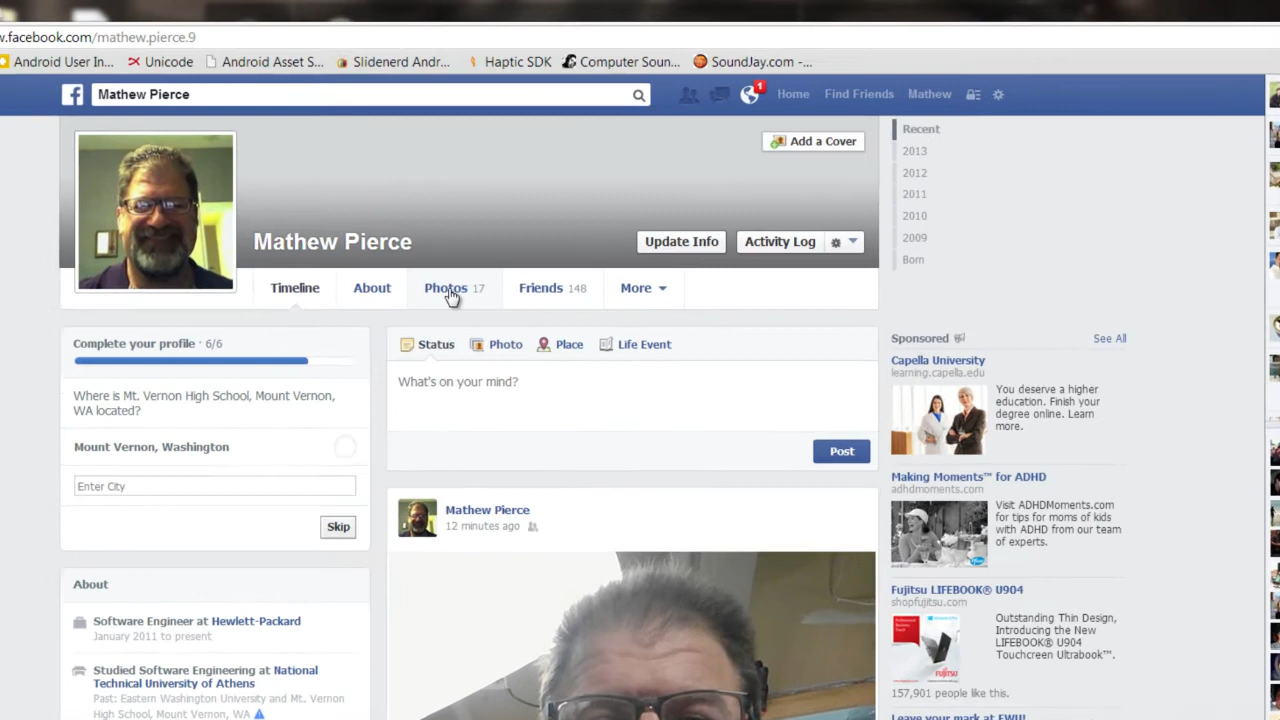 w.facebook.com/mathew.pierce.9
Android User In... Unicode Android Asset S... Slidenerd Andr... Haptic SDK Computer Soun... SoundJay.com -...
Mathew Pierce
1
Home Find Friends Mathew
Add a Cover
Mathew Pierce
Update Info Activity Log
Timeline About Photos 17 Friends 148 More
Recent
2013
2012
2011
2010
2009
Born
Complete your profile · 6/6
Where is Mt. Vernon High School, Mount Vernon,
WA located?
Mount Vernon, Washington
Enter City
Skip
About
Software Engineer at Hewlett-Packard
January 2011 to present
Studied Software Engineering at National
Technical University of Athens
Past: Eastern Washington University and Mt. Vernon
High School, Mount Vernon, WA
Status Photo Place Life Event
What's on your mind?
Post
Mathew Pierce
12 minutes ago
Sponsored See All
Capella University
learning.capella.edu
You deserve a higher
education. Finish your
degree online. Learn
more.
Making Moments™ for ADHD
adhdmoments.com
Visit ADHDMoments.com
for tips for moms of kids
with ADHD from our team
of experts.
Fujitsu LIFEBOOK® U904
shopfujitsu.com
Outstanding Thin Design,
Introducing the New
LIFEBOOK® U904
Touchscreen Ultrabook™.
157,901 people like this.
Leave your mark at EWU!